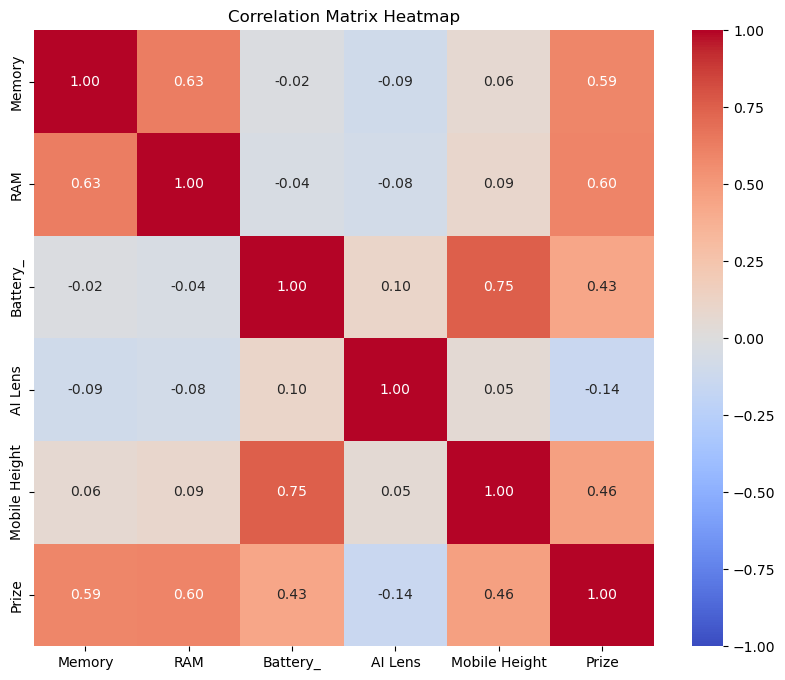 Correlation Matrix Heatmap
Memory 1.00 0.63 -0.02 -0.09 0.06 0.59
RAM 0.63 1.00 -0.04 -0.08 0.09 0.60
Battery_ -0.02 -0.04 1.00 0.10 0.75 0.43
AI Lens -0.09 -0.08 0.10 1.00 0.05 -0.14
Mobile Height 0.06 0.09 0.75 0.05 1.00 0.46
Prize 0.59 0.60 0.43 -0.14 0.46 1.00
Memory RAM Battery_ AI Lens Mobile Height Prize
1.00
0.75
0.50
0.25
0.00
−0.25
−0.50
−0.75
−1.00